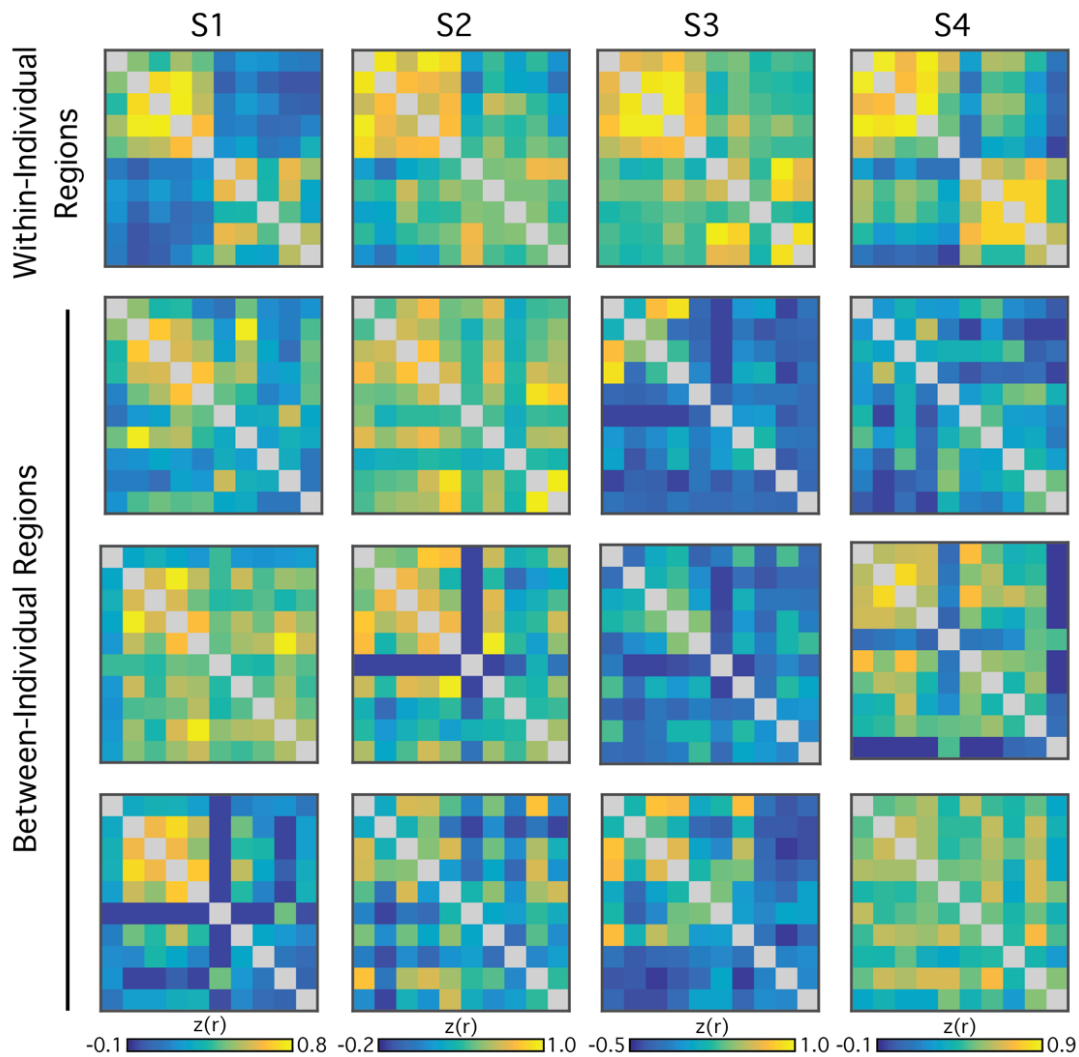 S1 S2 S3 S4
Within-Individual
Regions
Between-Individual Regions
z(r) z(r) z(r) z(r)
-0.1 0.8 -0.2 1.0 -0.5 1.0 -0.1 0.9